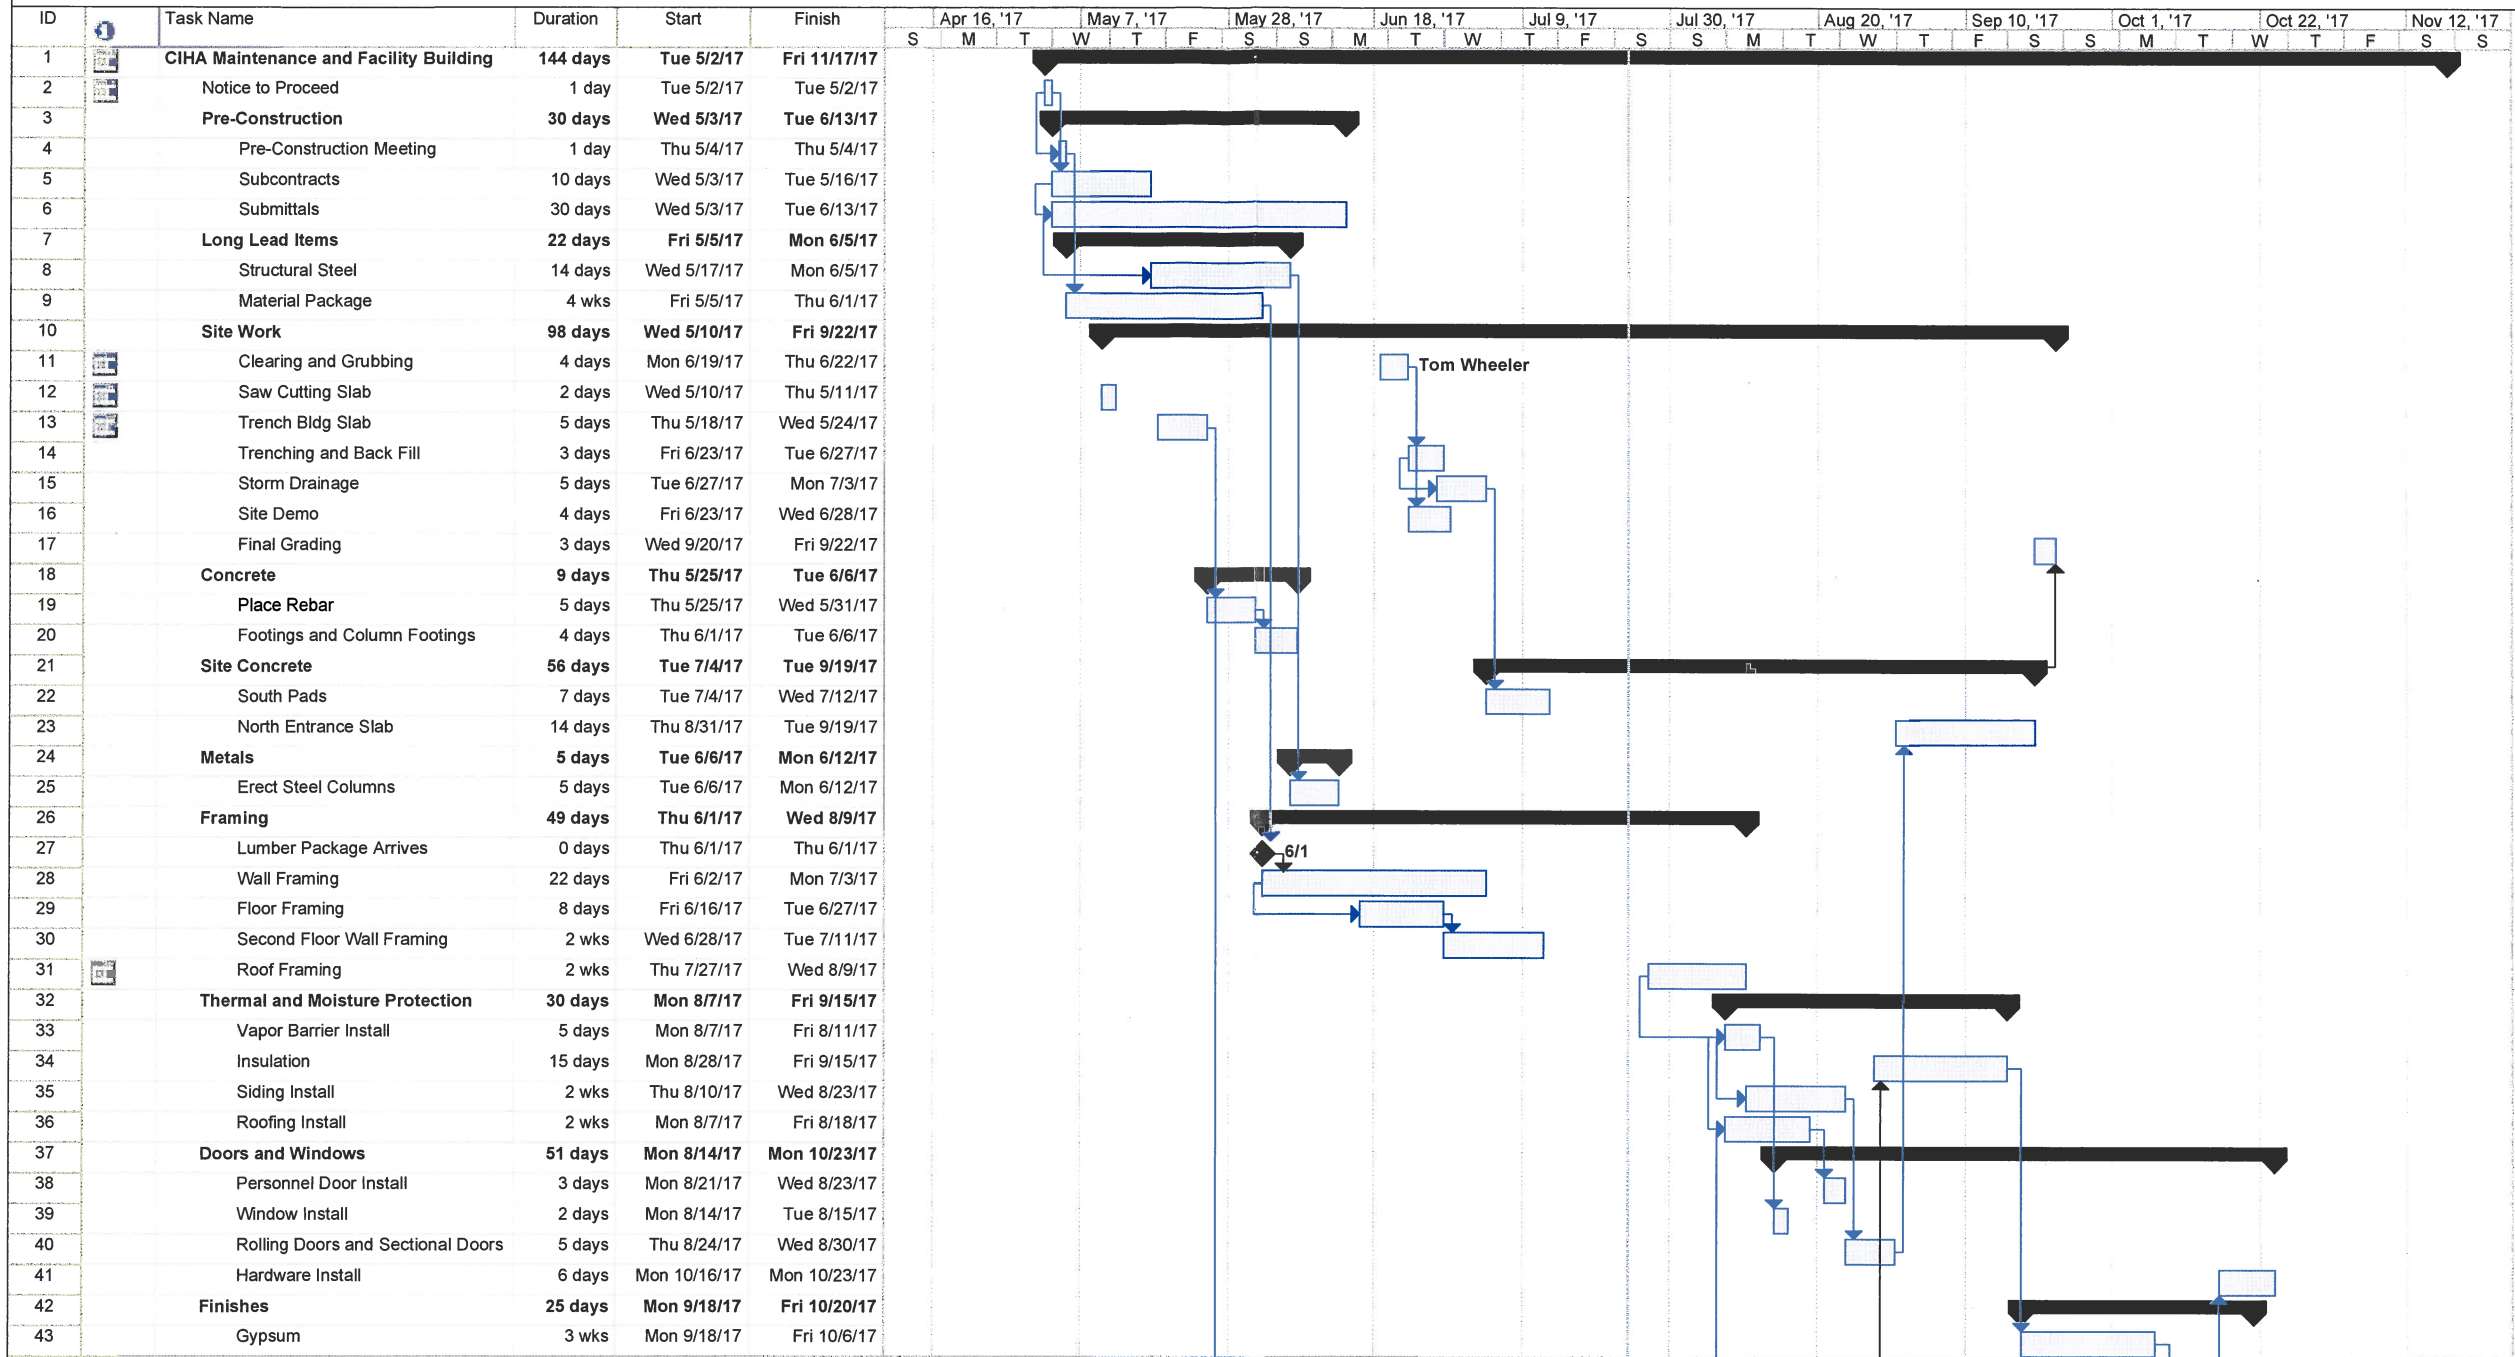 ID Task Name Duration Start Finish Apr 16, '17 May 7, '17 May 28, '17 Jun 18, '17 Jul 9, '17 Jul 30, '17 Aug 20, '17 Sep 10, '17 Oct 1, '17 Oct 22, '17 Nov 12, '17
S M T W T F S S M T W T F S S M T W T F S S M T W T F S S
1 CIHA Maintenance and Facility Building 144 days Tue 5/2/17 Fri 11/17/17
2 Notice to Proceed 1 day Tue 5/2/17 Tue 5/2/17
3 Pre-Construction 30 days Wed 5/3/17 Tue 6/13/17
4 Pre-Construction Meeting 1 day Thu 5/4/17 Thu 5/4/17
5 Subcontracts 10 days Wed 5/3/17 Tue 5/16/17
6 Submittals 30 days Wed 5/3/17 Tue 6/13/17
7 Long Lead Items 22 days Fri 5/5/17 Mon 6/5/17
8 Structural Steel 14 days Wed 5/17/17 Mon 6/5/17
9 Material Package 4 wks Fri 5/5/17 Thu 6/1/17
10 Site Work 98 days Wed 5/10/17 Fri 9/22/17
11 Clearing and Grubbing 4 days Mon 6/19/17 Thu 6/22/17 Tom Wheeler
12 Saw Cutting Slab 2 days Wed 5/10/17 Thu 5/11/17
13 Trench Bldg Slab 5 days Thu 5/18/17 Wed 5/24/17
14 Trenching and Back Fill 3 days Fri 6/23/17 Tue 6/27/17
15 Storm Drainage 5 days Tue 6/27/17 Mon 7/3/17
16 Site Demo 4 days Fri 6/23/17 Wed 6/28/17
17 Final Grading 3 days Wed 9/20/17 Fri 9/22/17
18 Concrete 9 days Thu 5/25/17 Tue 6/6/17
19 Place Rebar 5 days Thu 5/25/17 Wed 5/31/17
20 Footings and Column Footings 4 days Thu 6/1/17 Tue 6/6/17
21 Site Concrete 56 days Tue 7/4/17 Tue 9/19/17
22 South Pads 7 days Tue 7/4/17 Wed 7/12/17
23 North Entrance Slab 14 days Thu 8/31/17 Tue 9/19/17
24 Metals 5 days Tue 6/6/17 Mon 6/12/17
25 Erect Steel Columns 5 days Tue 6/6/17 Mon 6/12/17
26 Framing 49 days Thu 6/1/17 Wed 8/9/17
27 Lumber Package Arrives 0 days Thu 6/1/17 Thu 6/1/17 6/1
28 Wall Framing 22 days Fri 6/2/17 Mon 7/3/17
29 Floor Framing 8 days Fri 6/16/17 Tue 6/27/17
30 Second Floor Wall Framing 2 wks Wed 6/28/17 Tue 7/11/17
31 Roof Framing 2 wks Thu 7/27/17 Wed 8/9/17
32 Thermal and Moisture Protection 30 days Mon 8/7/17 Fri 9/15/17
33 Vapor Barrier Install 5 days Mon 8/7/17 Fri 8/11/17
34 Insulation 15 days Mon 8/28/17 Fri 9/15/17
35 Siding Install 2 wks Thu 8/10/17 Wed 8/23/17
36 Roofing Install 2 wks Mon 8/7/17 Fri 8/18/17
37 Doors and Windows 51 days Mon 8/14/17 Mon 10/23/17
38 Personnel Door Install 3 days Mon 8/21/17 Wed 8/23/17
39 Window Install 2 days Mon 8/14/17 Tue 8/15/17
40 Rolling Doors and Sectional Doors 5 days Thu 8/24/17 Wed 8/30/17
41 Hardware Install 6 days Mon 10/16/17 Mon 10/23/17
42 Finishes 25 days Mon 9/18/17 Fri 10/20/17
43 Gypsum 3 wks Mon 9/18/17 Fri 10/6/17